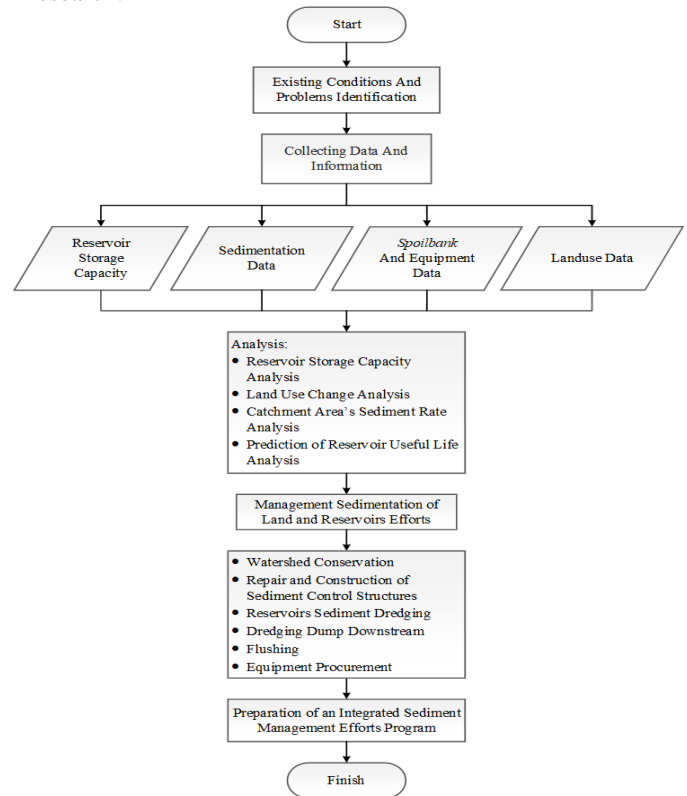 Start
Existing Conditions And
Problems Identification
Collecting Data And
Information
Reservoir
Storage
Capacity
Sedimentation
Data
Spoilbank
And Equipment
Data
Landuse Data
Analysis:
● Reservoir Storage Capacity
Analysis
● Land Use Change Analysis
● Catchment Area's Sediment Rate
Analysis
● Prediction of Reservoir Useful Life
Analysis
Management Sedimentation of
Land and Reservoirs Efforts
● Watershed Conservation
● Repair and Construction of
Sediment Control Structures
● Reservoirs Sediment Dredging
● Dredging Dump Downstream
● Flushing
● Equipment Procurement
Preparation of an Integrated Sediment
Management Efforts Program
Finish